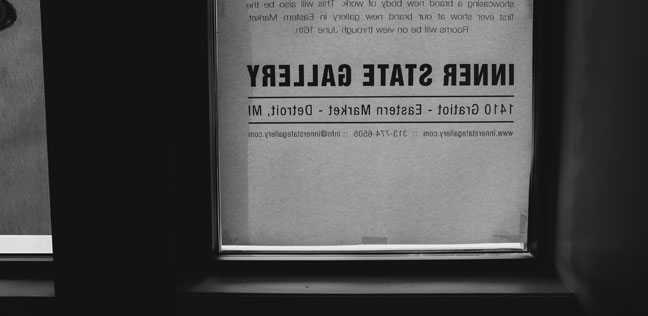 showcasing a brand new body of work. This will also be the
first ever show at our brand new gallery in Eastern Market.
Rooms will be on view through June 16th.
INNER STATE GALLERY
1410 Gratiot - Eastern Market - Detroit, MI
www.innerstategallery.com :: 313-774-6505 :: info@innerstategallery.com